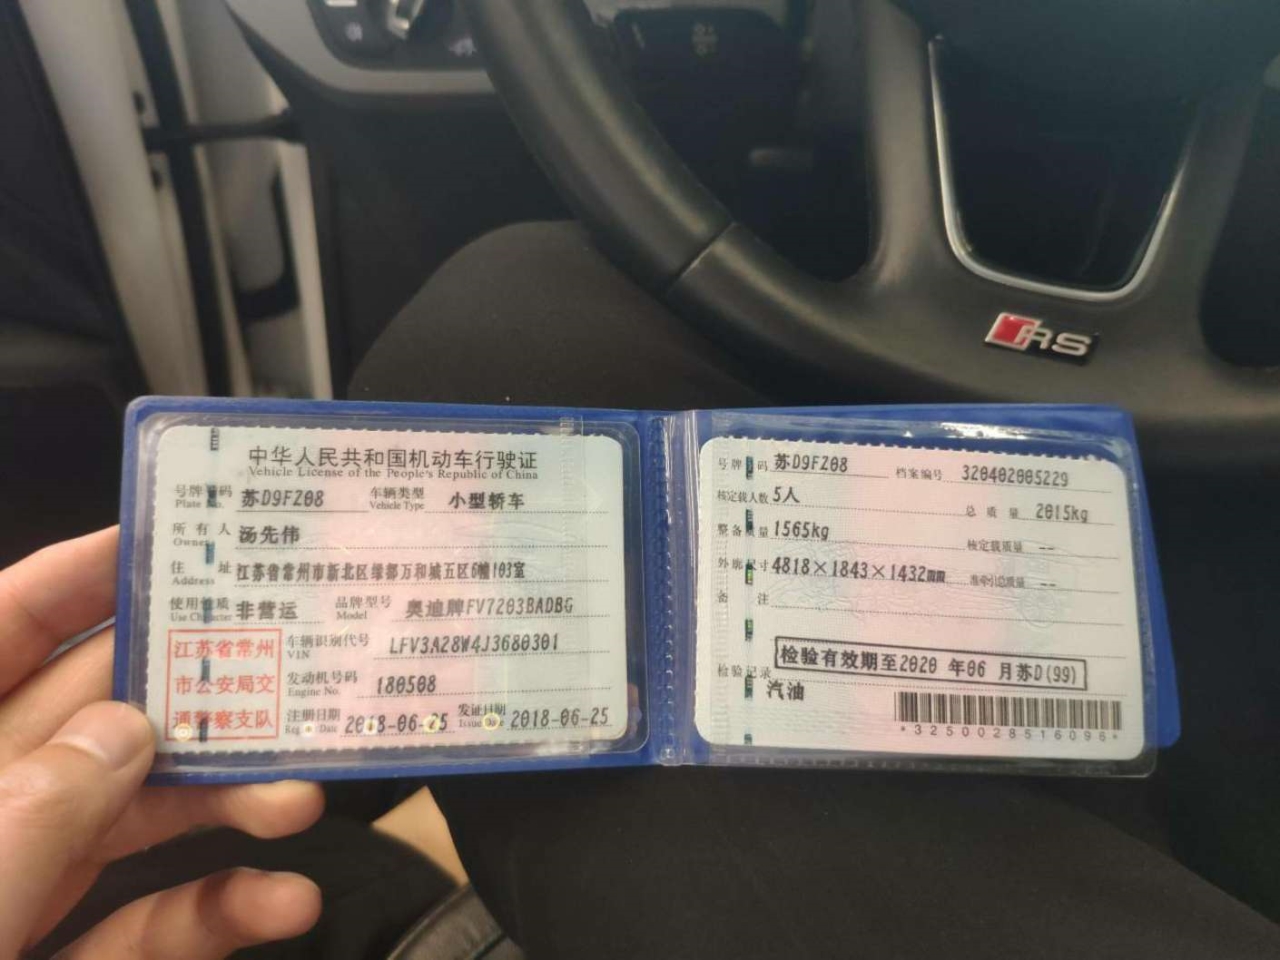 RS
中华人民共和国机动车行驶证
Vehicle License of the People's Republic of China
号牌号码 苏D9FZ08 车辆类型 小型轿车
Plate No. Vehicle Type
所有人 汤先伟
Owner
住址 江苏省常州市新北区绿都万和城五区6幢103室
Address
使用性质 非营运 品牌型号 奥迪牌FV7203BADBG
Use Character Model
江苏省常州
市公安局交
通警察支队
车辆识别代号 LFV3A28W4J3680301
VIN
发动机号码 180508
Engine No.
注册日期 2018-06-25 发证日期 2018-06-25
Register Date Issue Date
号牌号码 苏D9FZ08 档案编号 320402005229
核定载人数 5人 总质量 2015kg
整备质量 1565kg 核定载质量 --
外廓尺寸 4818×1843×1432mm 准牵引总质量 --
备注
检验有效期至2020 年06 月苏D(99)
检验记录
汽油
*3250028516096*